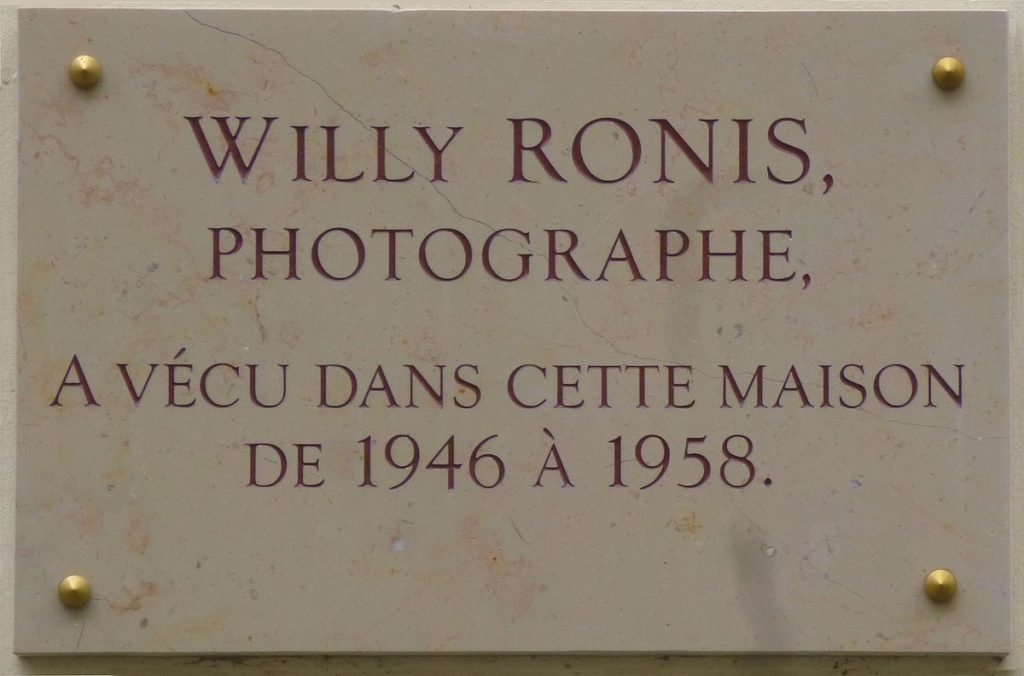 WILLY RONIS,
PHOTOGRAPHE,
A VÉCU DANS CETTE MAISON
DE 1946 À 1958.